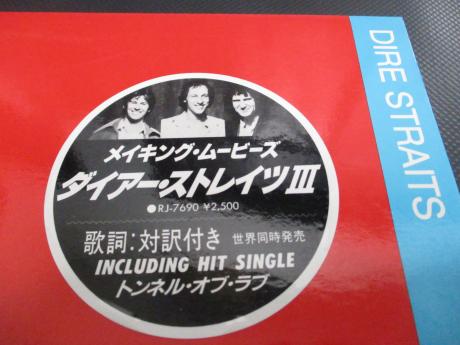 メイキング・ムービーズ
ダイアー・ストレイツIII
●RJ-7690 ¥2,500
歌詞:対訳付き 世界同時発売
INCLUDING HIT SINGLE
トンネル・オブ・ラブ
DIRE STRAITS